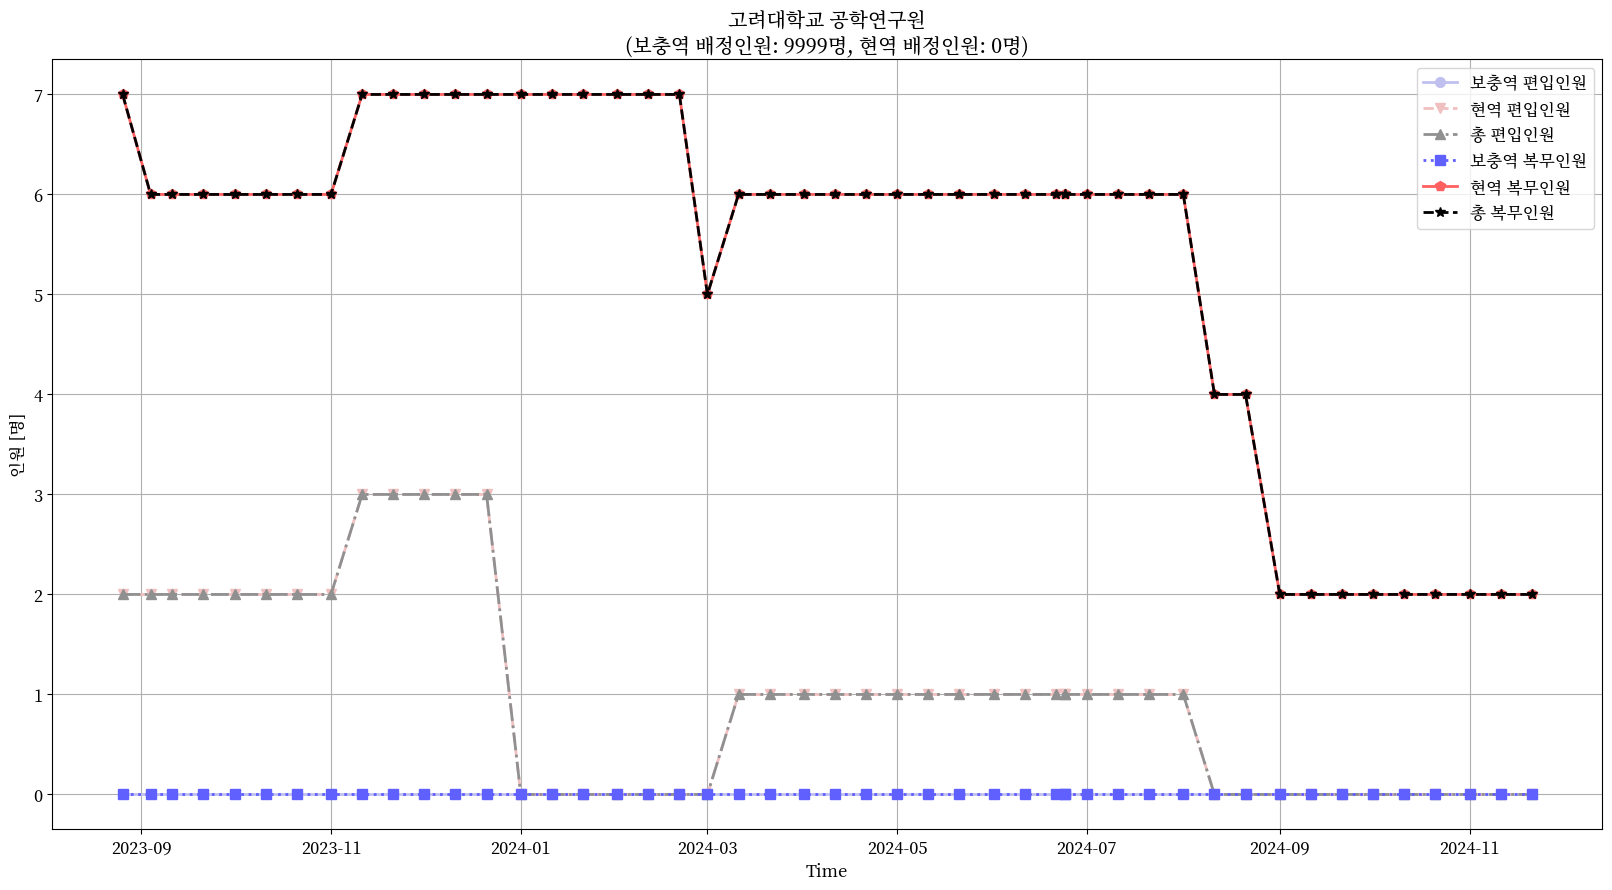 고려대학교 공학연구원
(보충역 배정인원: 9999명, 현역 배정인원: 0명)
7
6
5
4
3
2
1
0
인원 [명]
보충역 편입인원
현역 편입인원
총 편입인원
보충역 복무인원
현역 복무인원
총 복무인원
2023-09
2023-11
2024-01
2024-03
2024-05
2024-07
2024-09
2024-11
Time